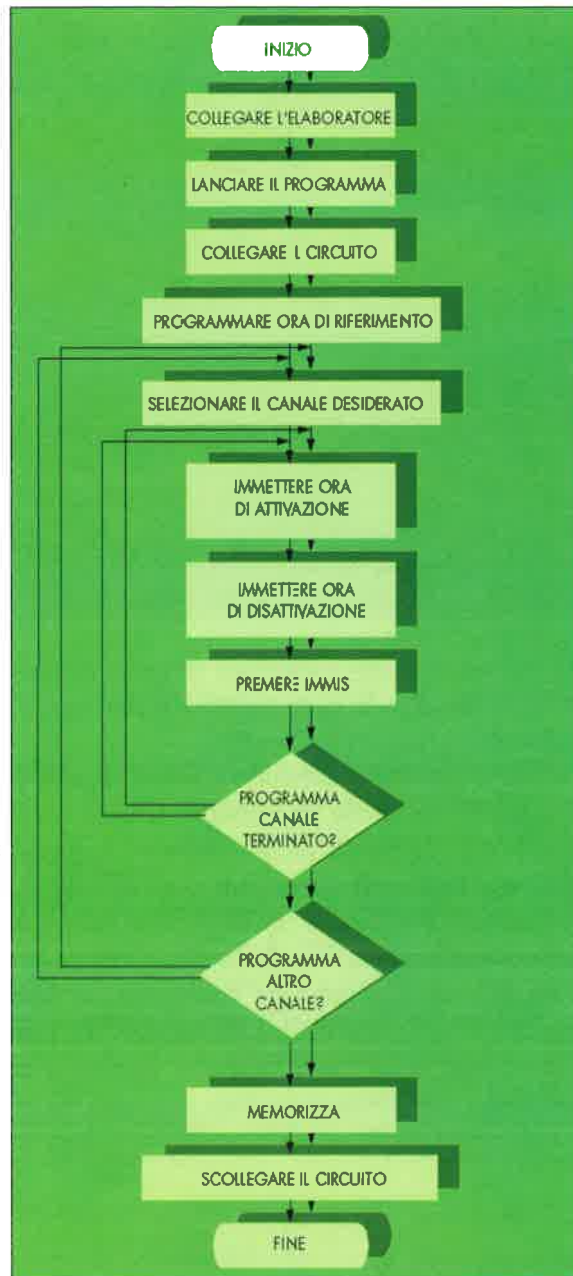 INIZIO
COLLEGARE L'ELABORATORE
LANCIARE IL PROGRAMMA
COLLEGARE IL CIRCUITO
PROGRAMMARE ORA DI RIFERIMENTO
SELEZIONARE IL CANALE DESIDERATO
IMMETTERE ORA
DI ATTIVAZIONE
IMMETTERE ORA
DI DISATTIVAZIONE
PREMERE IMMIS
PROGRAMMA
CANALE
TERMINATO?
PROGRAMMA
ALTRO
CANALE?
MEMORIZZA
SCOLLEGARE IL CIRCUITO
FINE